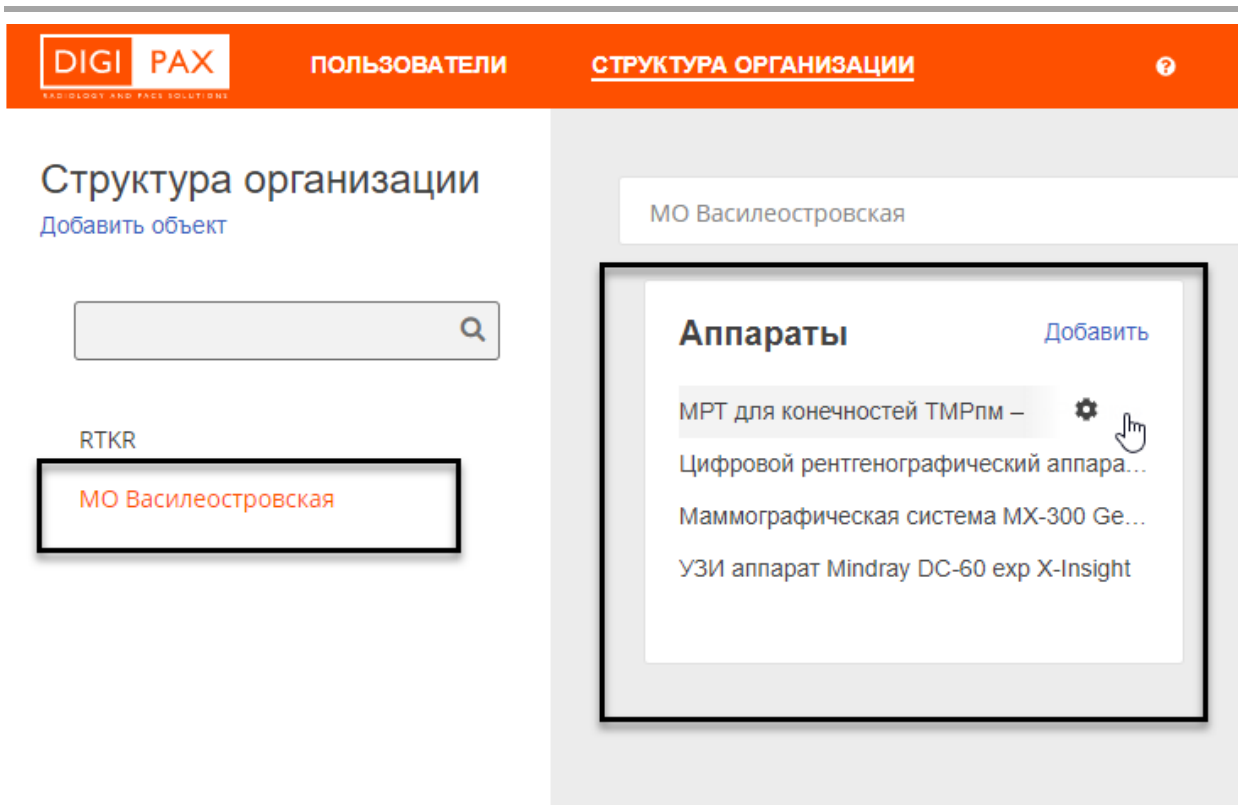 DIGI PAX
RADIOLOGY AND PACS SOLUTIONS
ПОЛЬЗОВАТЕЛИ
СТРУКТУРА ОРГАНИЗАЦИИ
Структура организации
Добавить объект
RTKR
МО Василеостровская
МО Василеостровская
Аппараты
Добавить
МРТ для конечностей ТМРпм –
Цифровой рентгенографический аппара...
Маммографическая система MX-300 Ge...
УЗИ аппарат Mindray DC-60 exp X-Insight